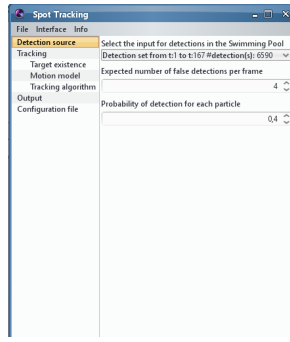 Spot Tracking
File Interface Info
Detection source
Tracking
Target existence
Motion model
Tracking algorithm
Output
Configuration file
Select the input for detections in the Swimming Pool
Detection set from t:1 to t:167 #detection(s): 6590
Expected number of false detections per frame
4
Probability of detection for each particle
0,4